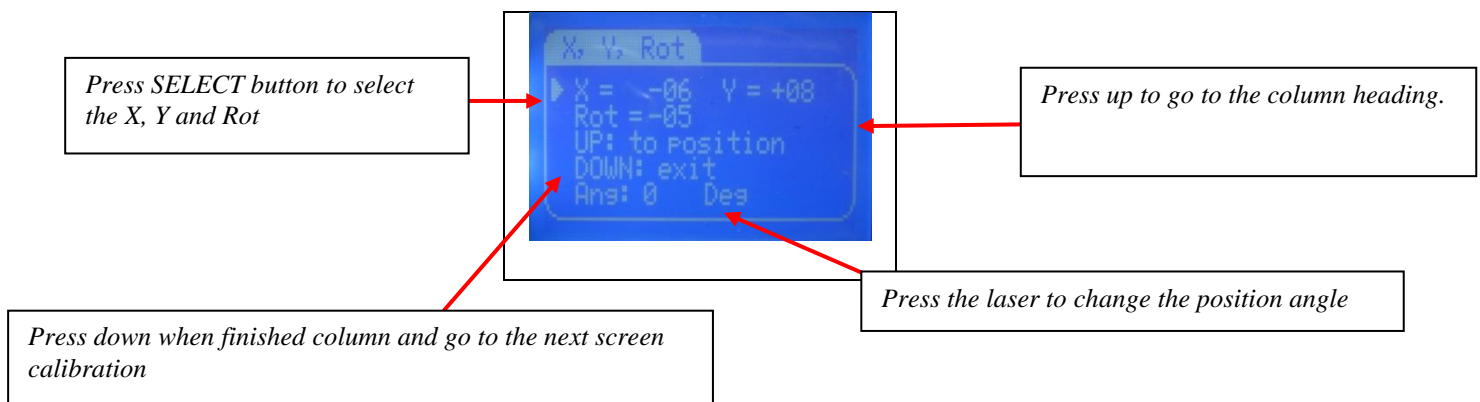 X, Y, Rot
Press SELECT button to select
the X, Y and Rot
X = -06 Y = +08
Rot =-05
UP: to position
DOWN: exit
Ang: 0 Deg
Press up to go to the column heading.
Press the laser to change the position angle
Press down when finished column and go to the next screen
calibration